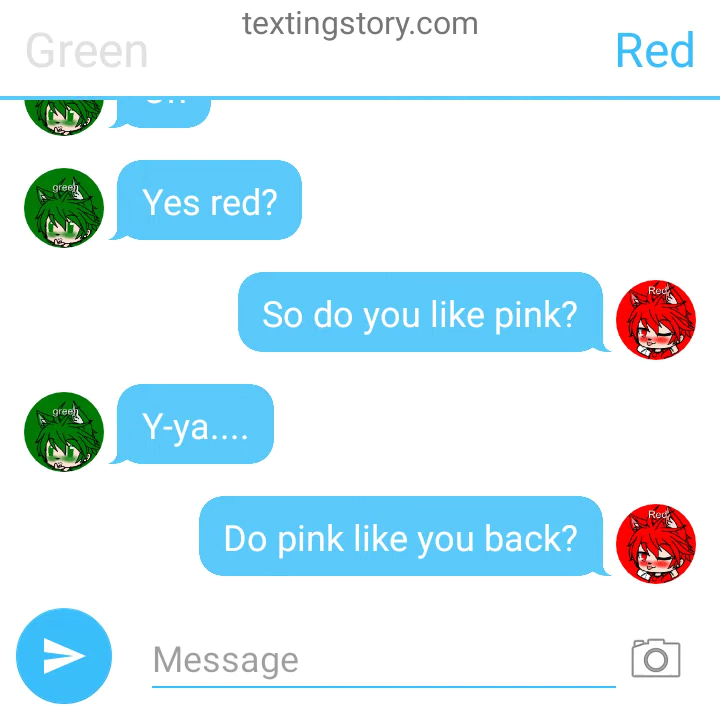 textingstory.com
Green
Red
green
Yes red?
Red
So do you like pink?
green
Y-ya....
Red
Do pink like you back?
Message